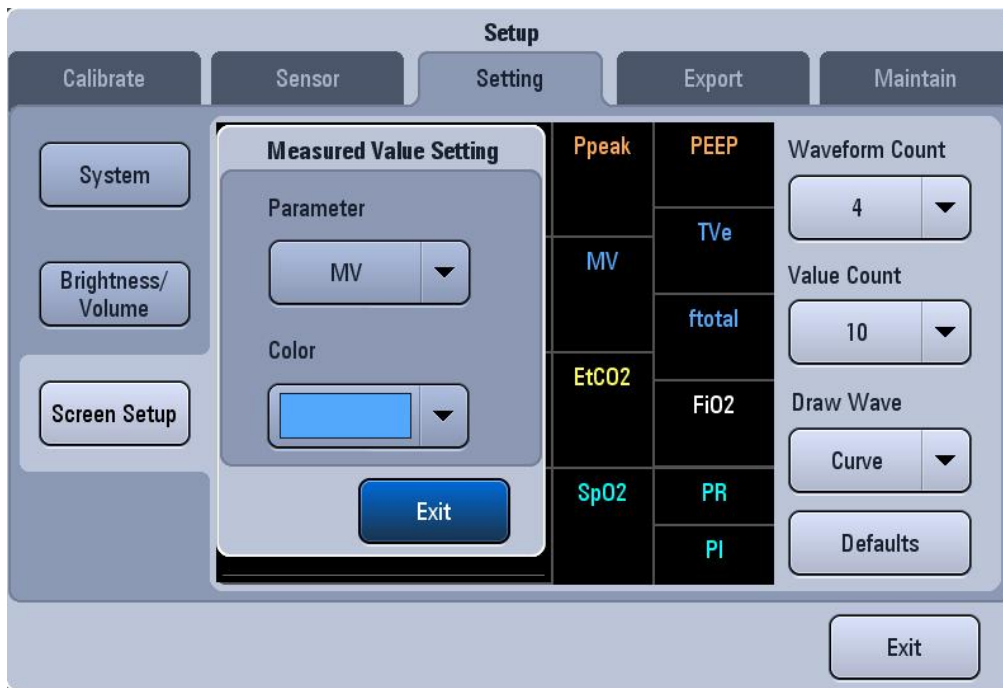 Setup
Calibrate
Sensor
Setting
Export
Maintain
System
Brightness/
Volume
Screen Setup
Measured Value Setting
Parameter
MV
Color
Exit
Ppeak
PEEP
TVe
MV
ftotal
EtCO2
FiO2
SpO2
PR
PI
Waveform Count
4
Value Count
10
Draw Wave
Curve
Defaults
Exit